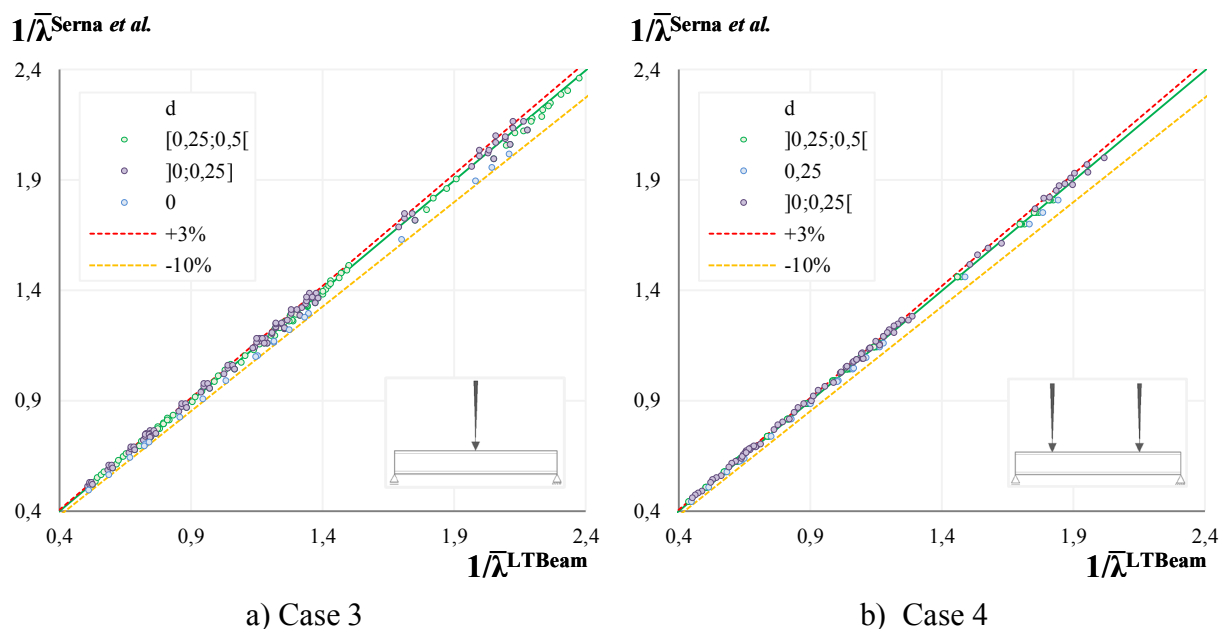 1/λ̅^Serna et al.
2,4
1,9
1,4
0,9
0,4
d
[0,25;0,5[
]0;0,25]
0
+3%
-10%
0,4 0,9 1,4 1,9 2,4
1/λ̅^LTBeam
a) Case 3
1/λ̅^Serna et al.
2,4
1,9
1,4
0,9
0,4
d
]0,25;0,5[
0,25
]0;0,25[
+3%
-10%
0,4 0,9 1,4 1,9 2,4
1/λ̅^LTBeam
b) Case 4